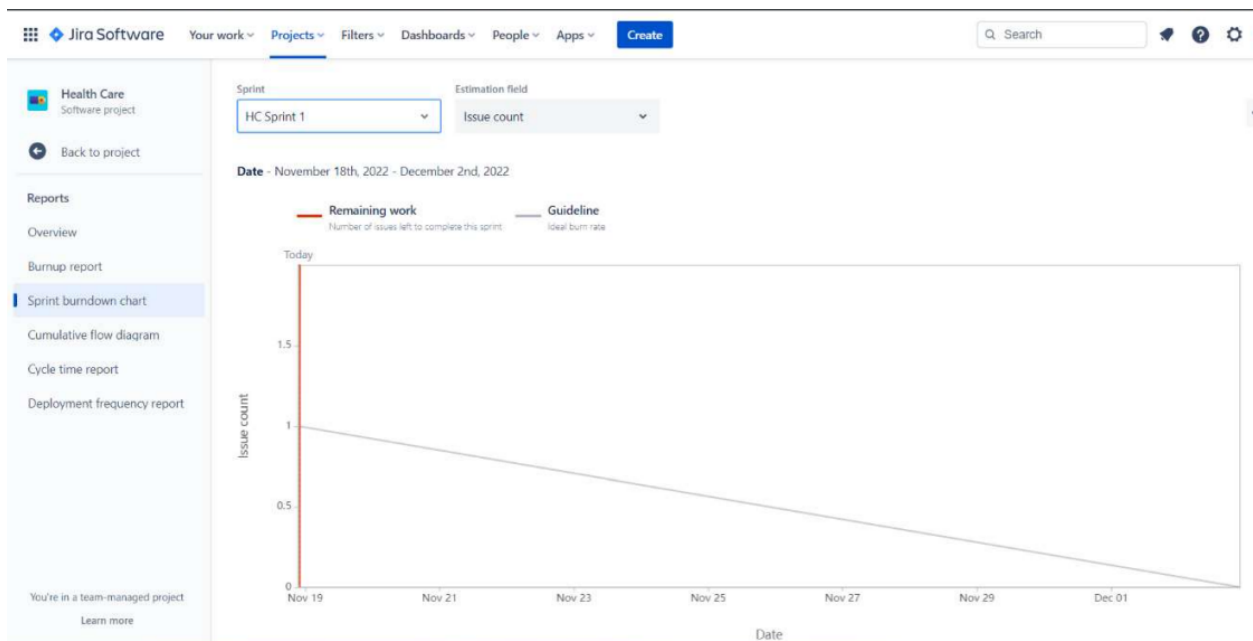 Jira Software Your work Projects Filters Dashboards People Apps Create Search
Health Care
Software project
Back to project
Reports
Overview
Burnup report
Sprint burndown chart
Cumulative flow diagram
Cycle time report
Deployment frequency report
You're in a team-managed project
Learn more
Sprint Estimation field
HC Sprint 1 Issue count
Date - November 18th, 2022 - December 2nd, 2022
Remaining work Guideline
Number of issues left to complete this sprint Ideal burn rate
Today
1.5
1
0.5
0
Issue count
Nov 19 Nov 21 Nov 23 Nov 25 Nov 27 Nov 29 Dec 01
Date